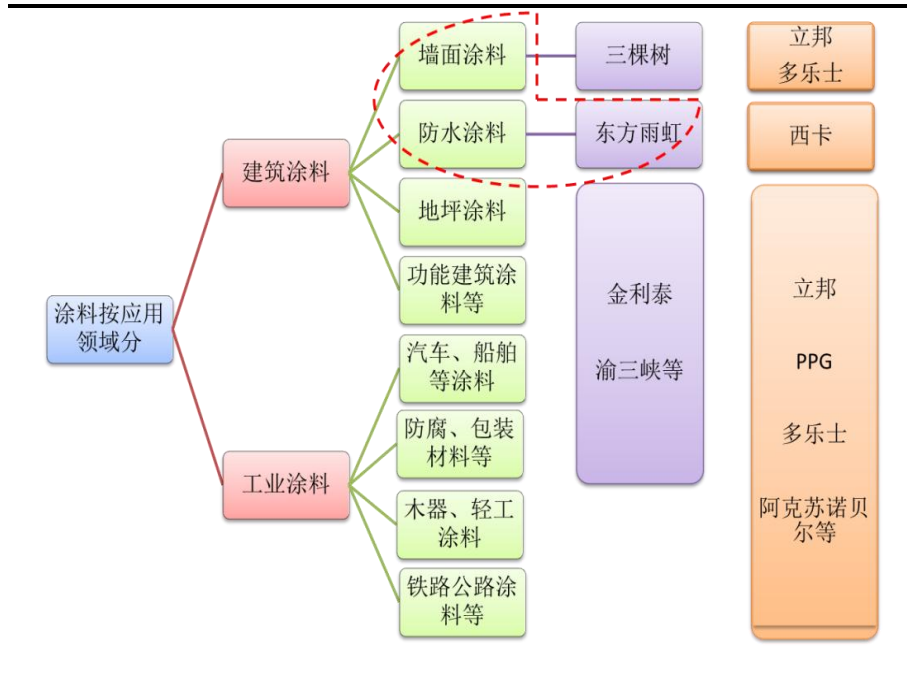 墙面涂料
三棵树
立邦
多乐士
防水涂料
东方雨虹
西卡
建筑涂料
地坪涂料
功能建筑涂
料等
涂料按应用
领域分
汽车、船舶
等涂料
防腐、包装
材料等
工业涂料
木器、轻工
涂料
铁路公路涂
料等
金利泰
渝三峡等
立邦
PPG
多乐士
阿克苏诺贝
尔等